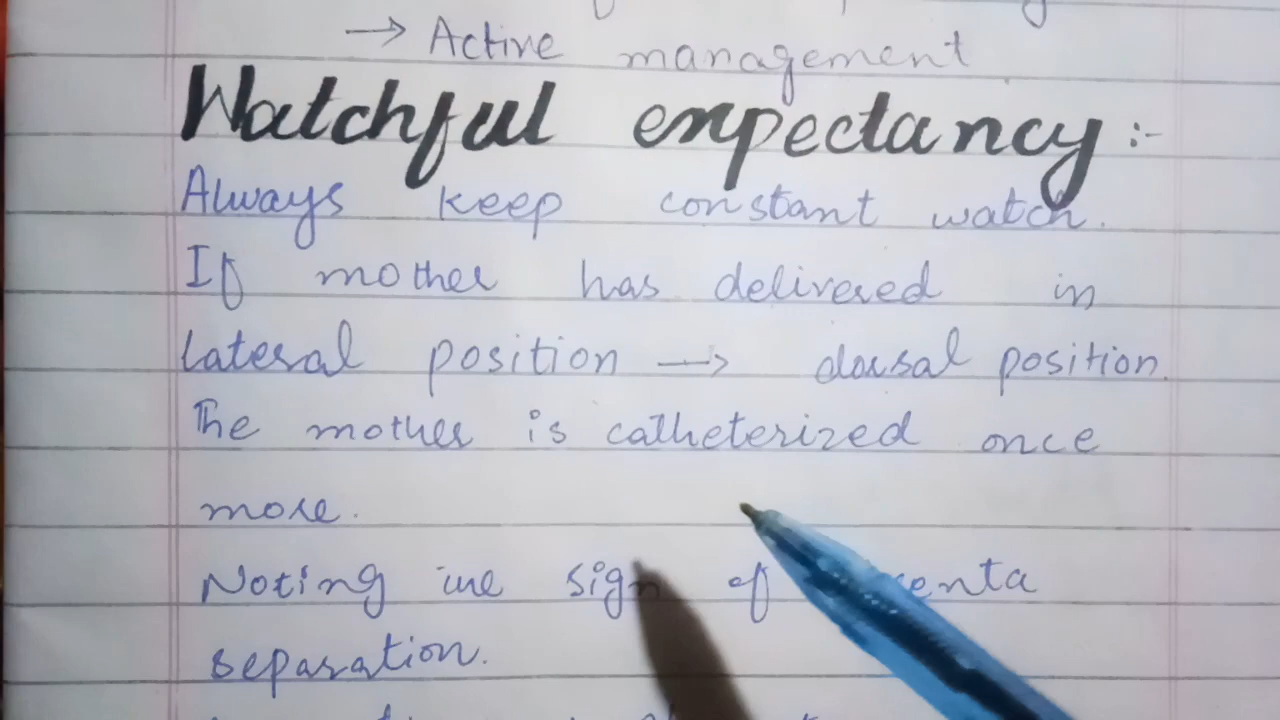 → Active management
Watchful expectancy :-
Always keep constant watch.
If mother has delivered in
lateral position → dorsal position.
The mother is catheterized once
more.
Noting the sign of
separation.